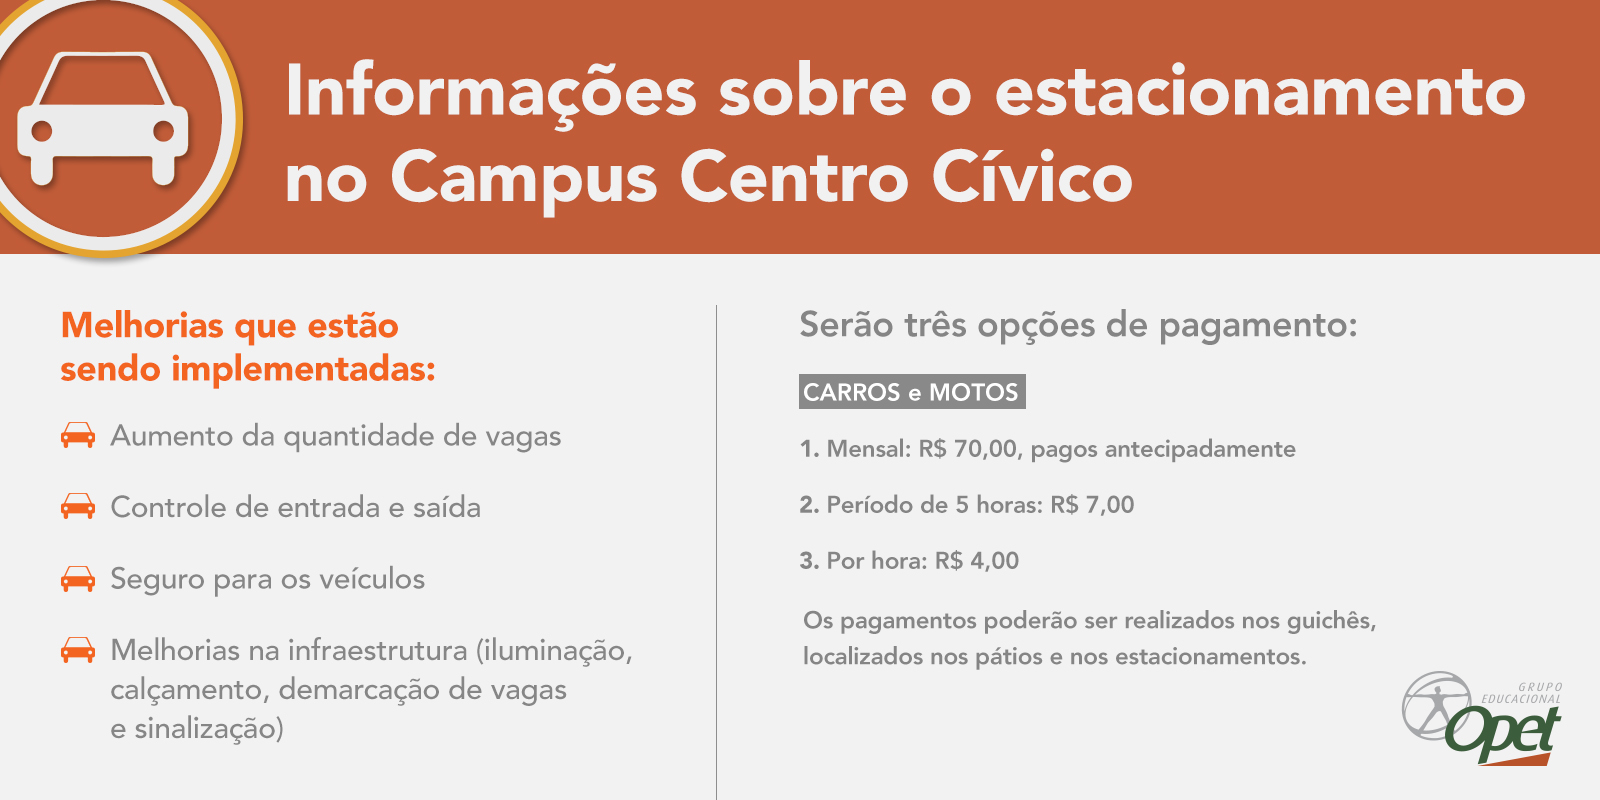 Informações sobre o estacionamento
no Campus Centro Cívico
Melhorias que estão
sendo implementadas:
Aumento da quantidade de vagas
Controle de entrada e saída
Seguro para os veículos
Melhorias na infraestrutura (iluminação,
calçamento, demarcação de vagas
e sinalização)
Serão três opções de pagamento:
CARROS e MOTOS
1. Mensal: R$ 70,00, pagos antecipadamente
2. Período de 5 horas: R$ 7,00
3. Por hora: R$ 4,00
Os pagamentos poderão ser realizados nos guichês,
localizados nos pátios e nos estacionamentos.
GRUPO
EDUCACIONAL
Opet